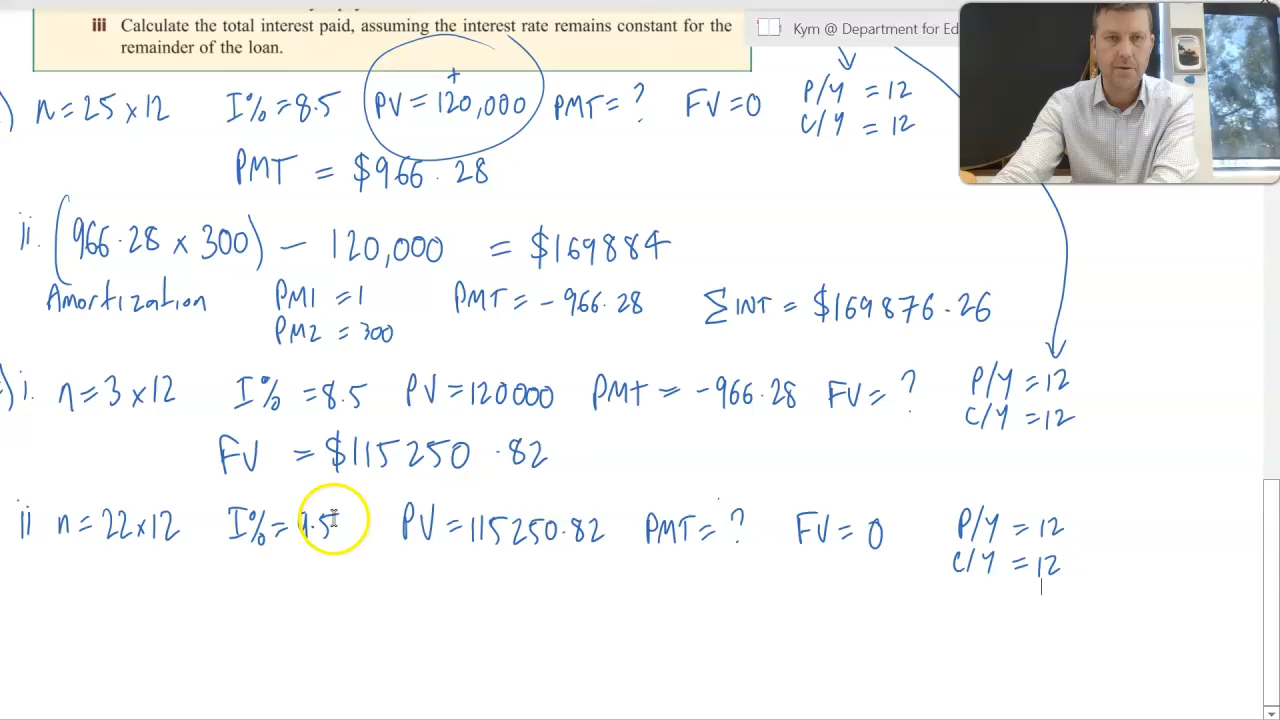 iii Calculate the total interest paid, assuming the interest rate remains constant for the
remainder of the loan.
Kym @ Department for Ed
) n = 25 x 12 I% = 8.5 PV = 120,000 PMT = ? FV = 0 P/Y = 12
+
C/Y = 12
PMT = $966.28
ii. (966.28 x 300) - 120,000 = $169884
Amortization PM1 = 1 PMT = -966.28 Σ INT = $169876.26
PM2 = 300
) i. n = 3 x 12 I% = 8.5 PV = 120000 PMT = -966.28 FV = ? P/Y = 12
C/Y = 12
FV = $115250.82
ii n = 22 x 12 I% = 9.5 PV = 115250.82 PMT = ? FV = 0 P/Y = 12
C/Y = 12